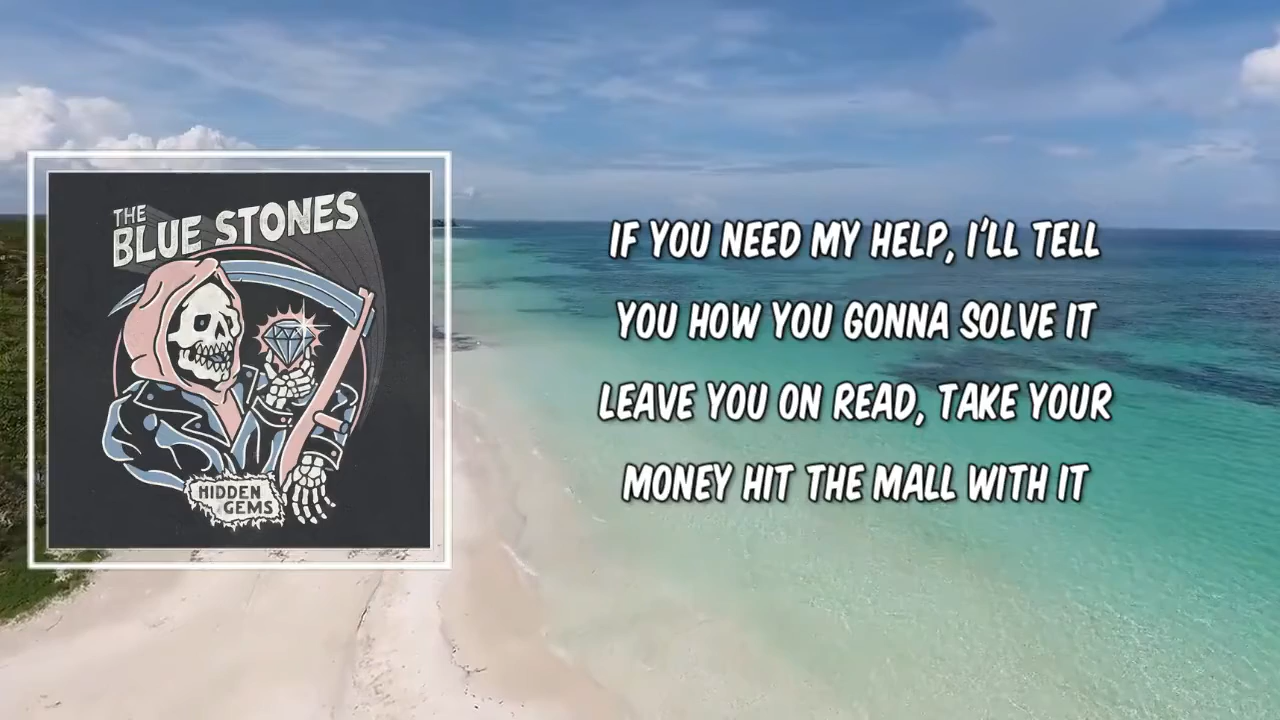 THE
BLUE STONES
HIDDEN
GEMS
IF YOU NEED MY HELP, I'LL TELL
YOU HOW YOU GONNA SOLVE IT
LEAVE YOU ON READ, TAKE YOUR
MONEY HIT THE MALL WITH IT